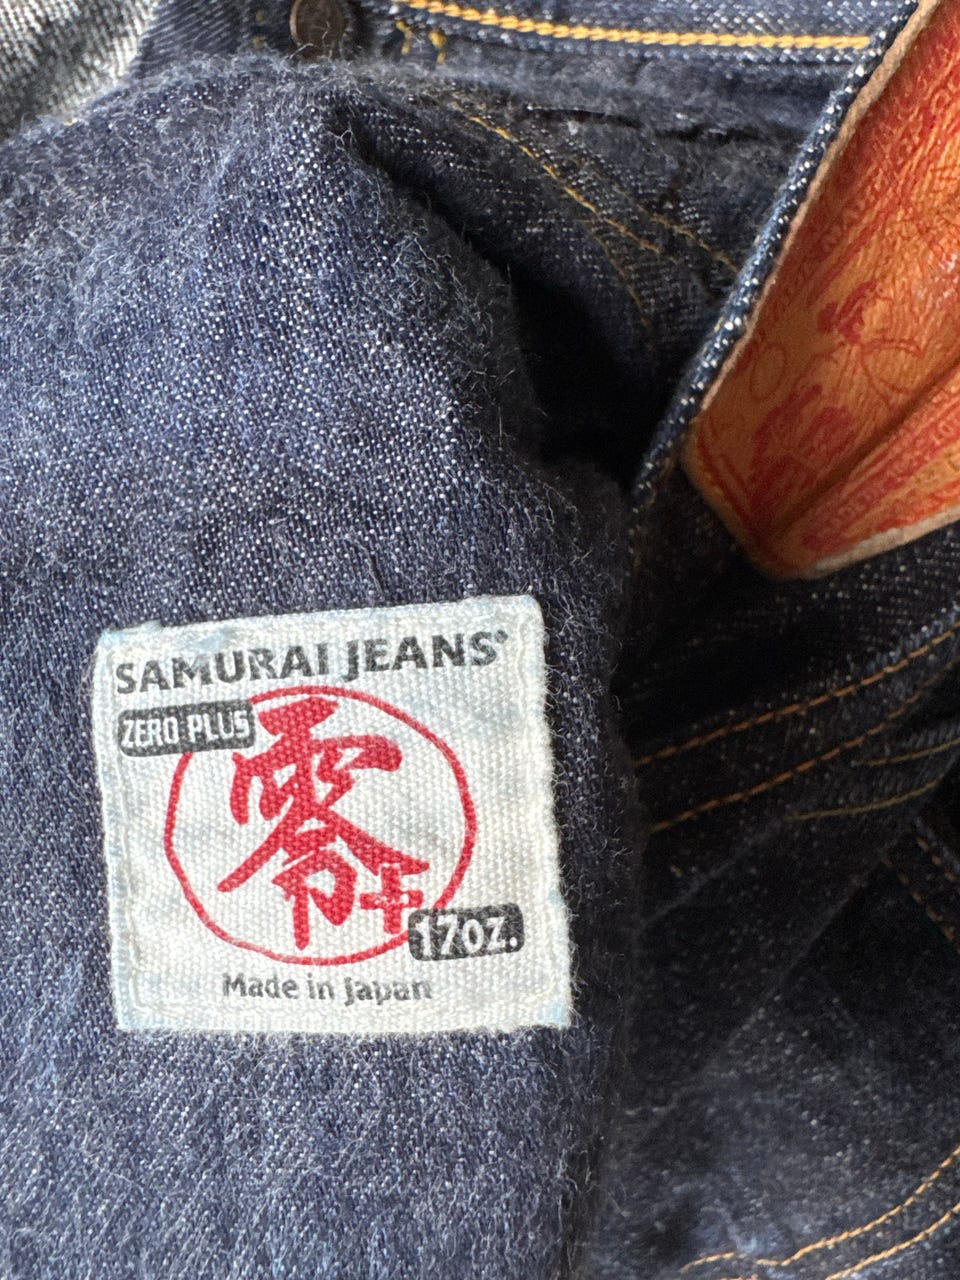 SAMURAI JEANS®
ZERO PLUS
零+
17oz.
Made in Japan